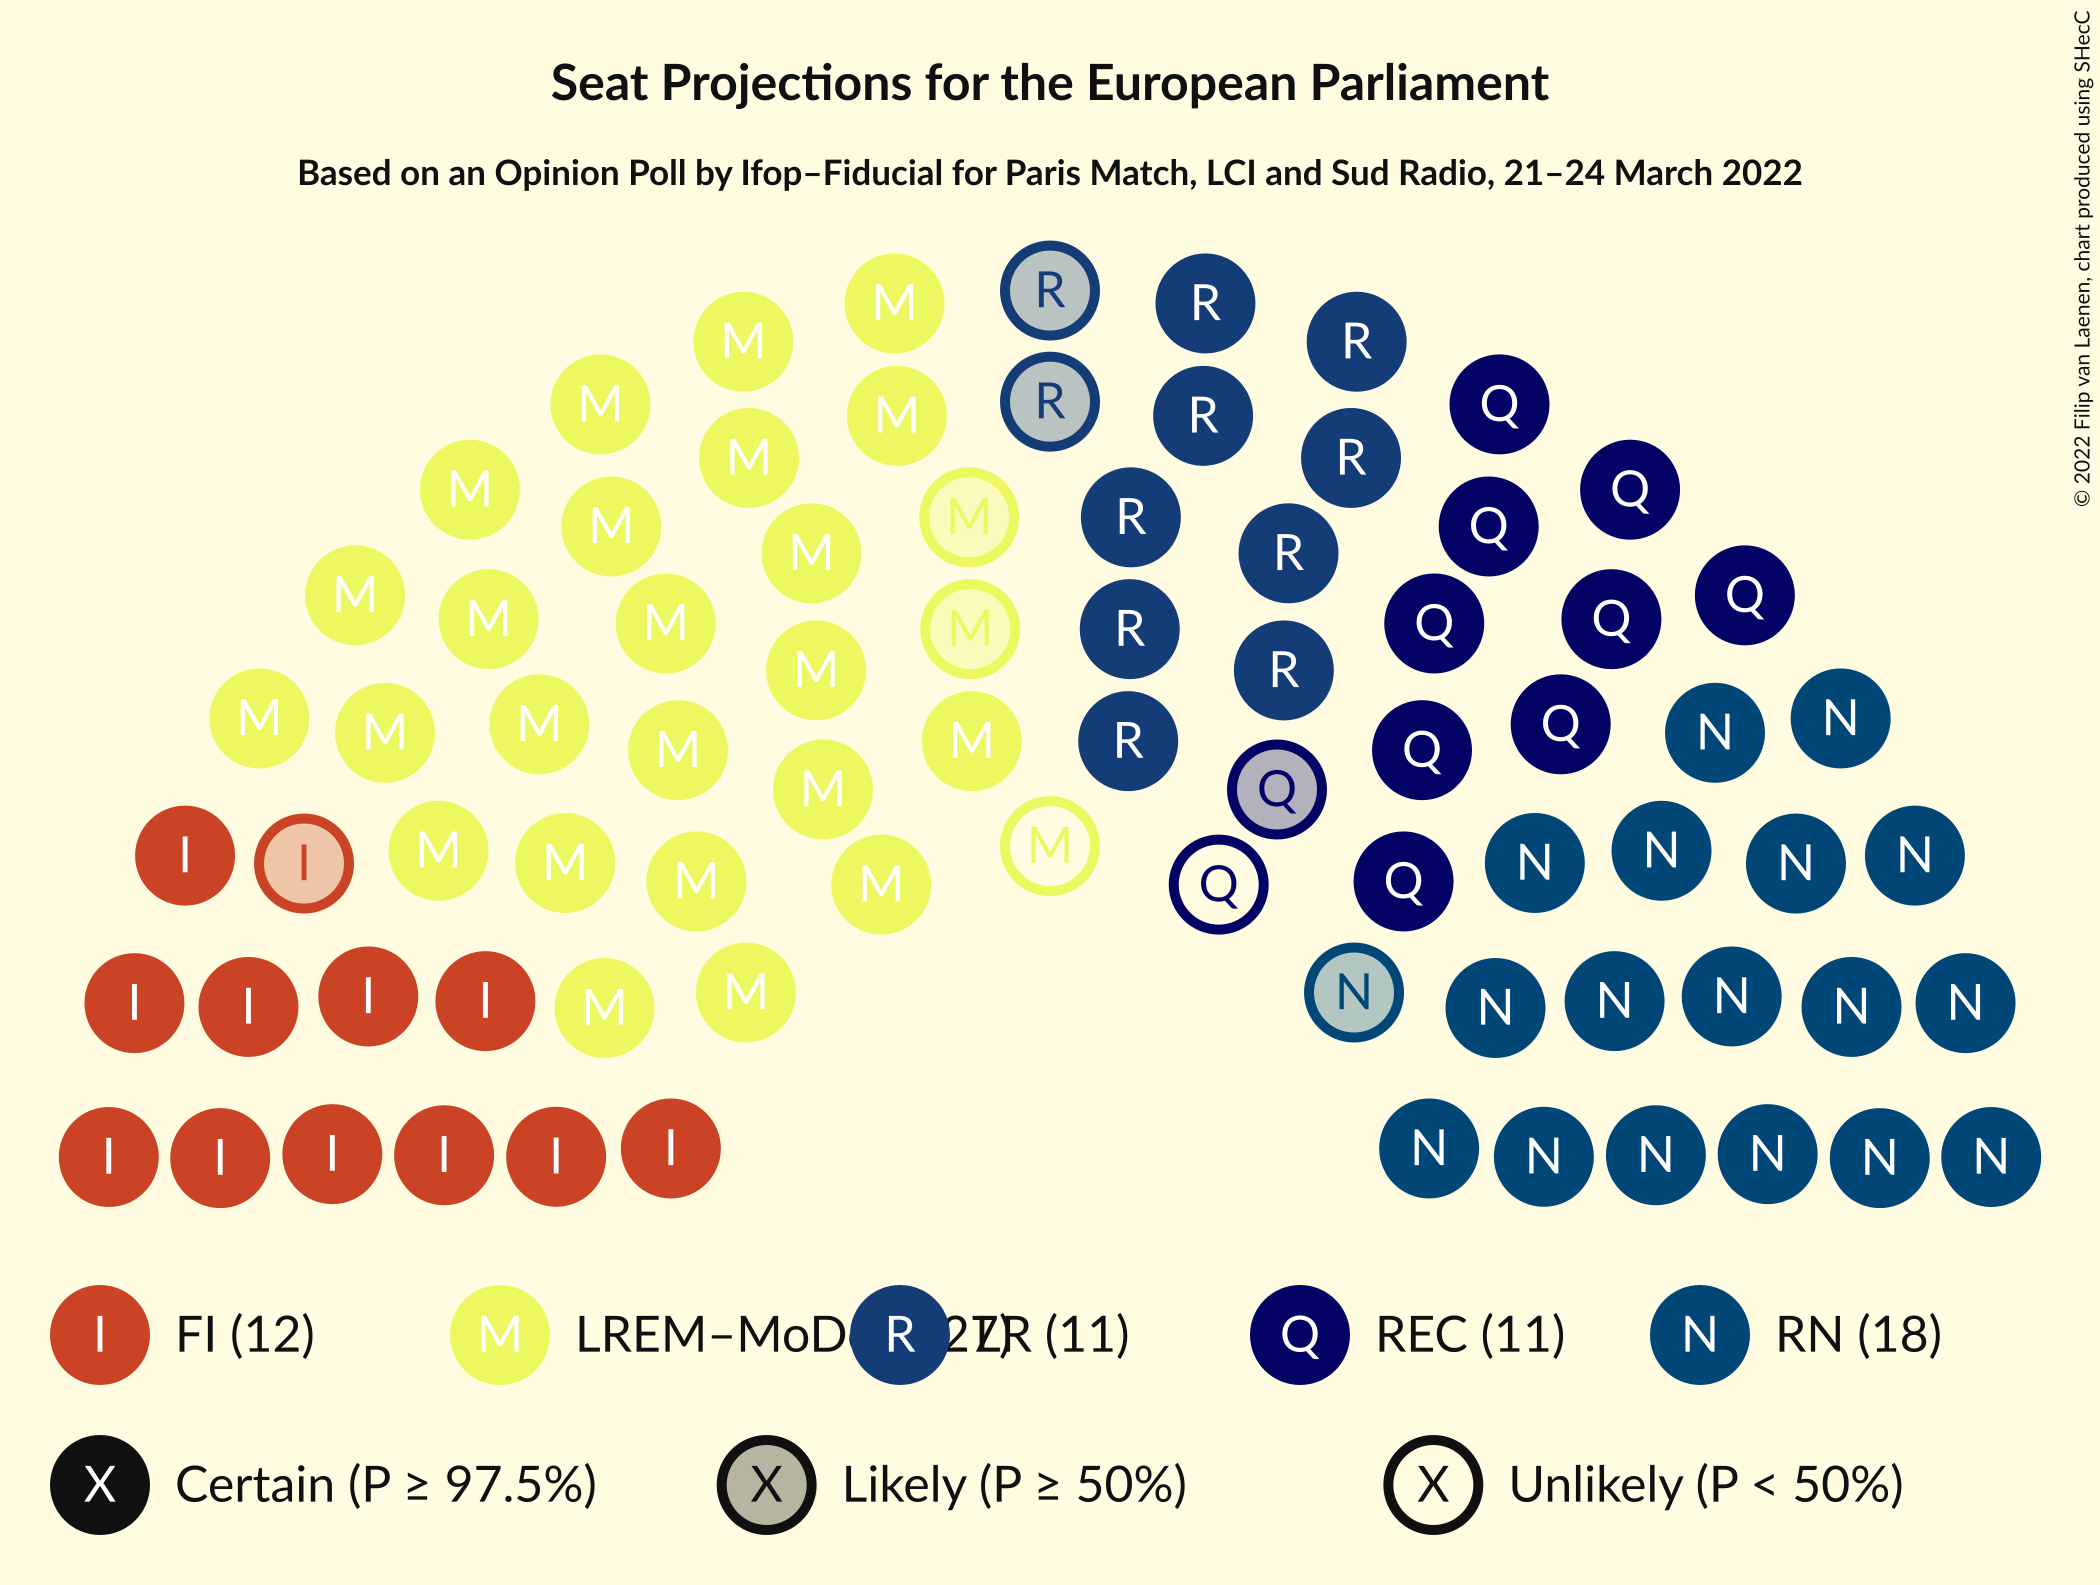 Seat Projections for the European Parliament
Based on an Opinion Poll by Ifop–Fiducial for Paris Match, LCI and Sud Radio, 21–24 March 2022
© 2022 Filip van Laenen, chart produced using SHecC
M R R
M R
M M R R Q
M M R Q
M M M R R Q
M M M M R Q Q Q
M M M R
M M M M M R Q Q N N
M M Q
I I M M M M M Q Q N N N N
I I I I M M N N N N N N
I I I I I I N N N N N N
I FI (12) M LREM–MoD R LR (11) Q REC (11) N RN (18)
X Certain (P ≥ 97.5%) X Likely (P ≥ 50%) X Unlikely (P < 50%)